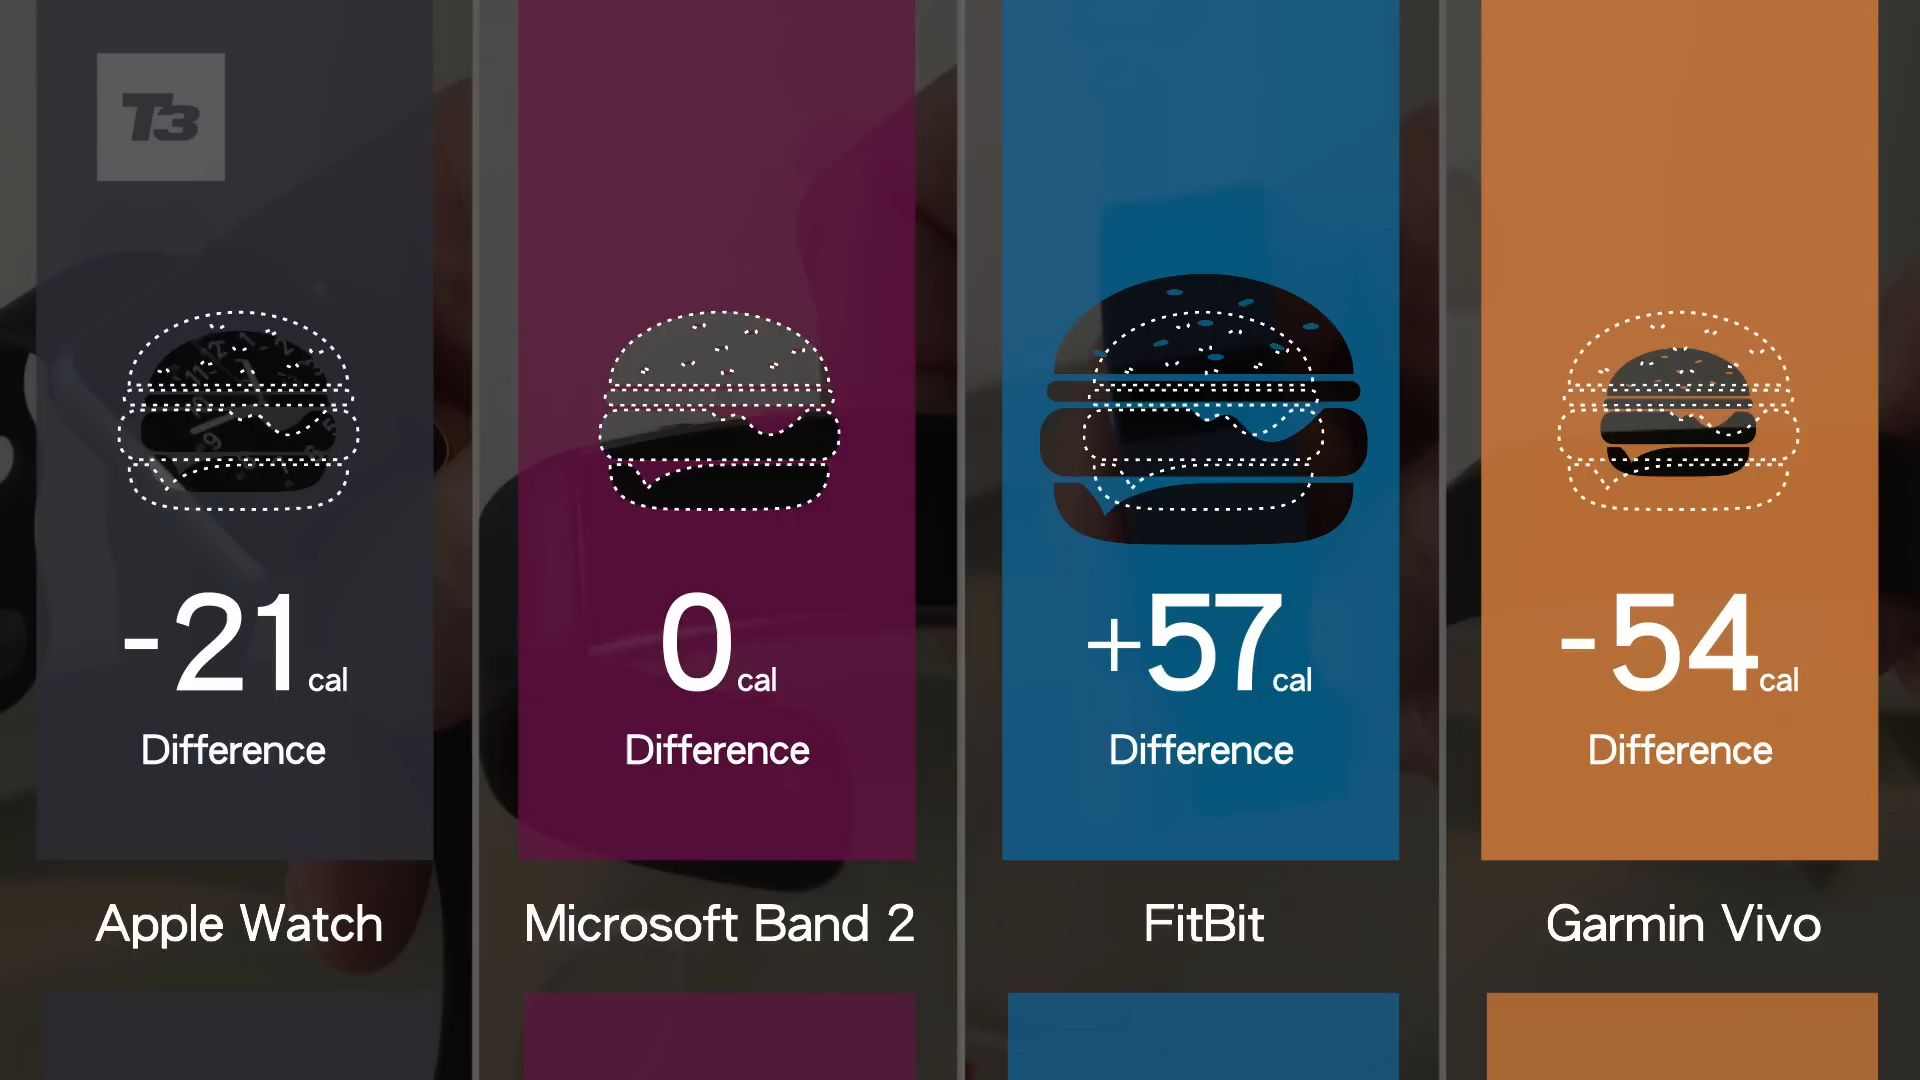 T3
-21 cal
Difference
Apple Watch
0 cal
Difference
Microsoft Band 2
+57 cal
Difference
FitBit
-54 cal
Difference
Garmin Vivo